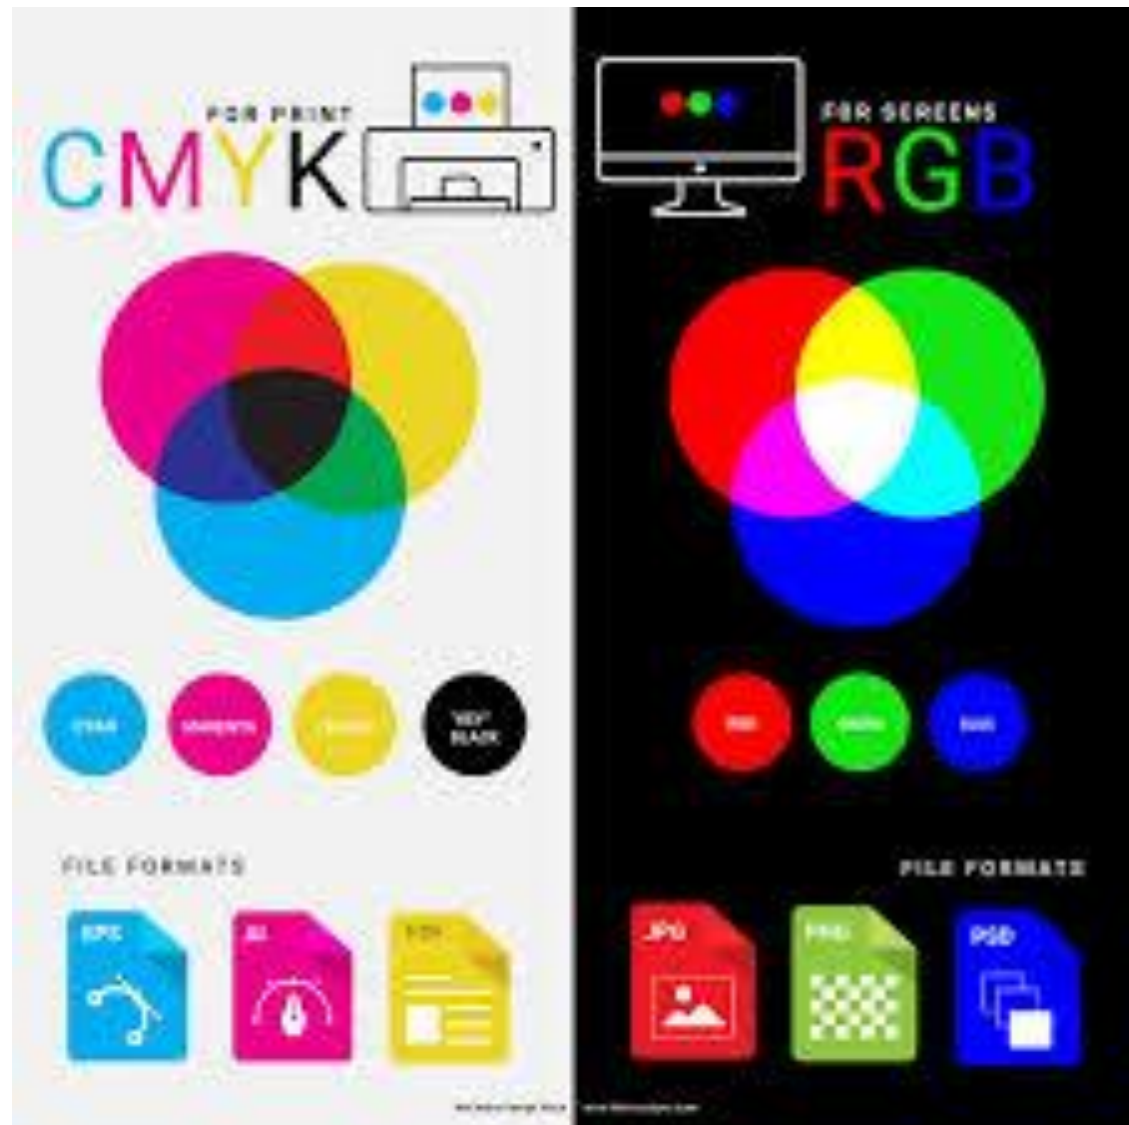 FOR PRINT
CMYK
CYAN
MAGENTA
YELLOW
"KEY"
BLACK
FILE FORMATS
EPS
AI
PDF
FOR SCREENS
RGB
RED
GREEN
BLUE
FILE FORMATS
JPG
PNG
PSD